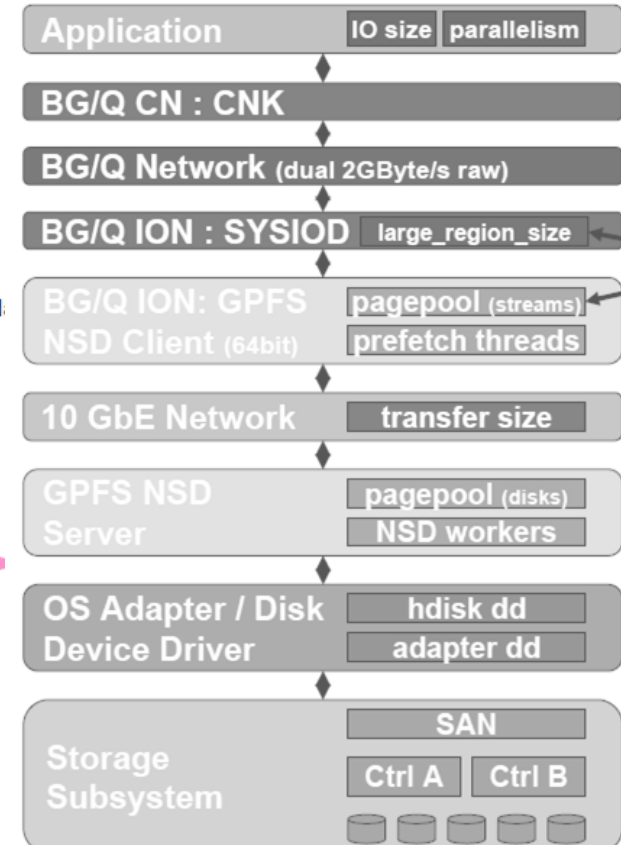 Application IO size parallelism
BG/Q CN : CNK
BG/Q Network (dual 2GByte/s raw)
BG/Q ION : SYSIOD large_region_size
BG/Q ION: GPFS pagepool (streams)
NSD Client (64bit) prefetch threads
10 GbE Network transfer size
GPFS NSD pagepool (disks)
Server NSD workers
OS Adapter / Disk hdisk dd
Device Driver adapter dd
SAN
Storage
Subsystem
Ctrl A Ctrl B